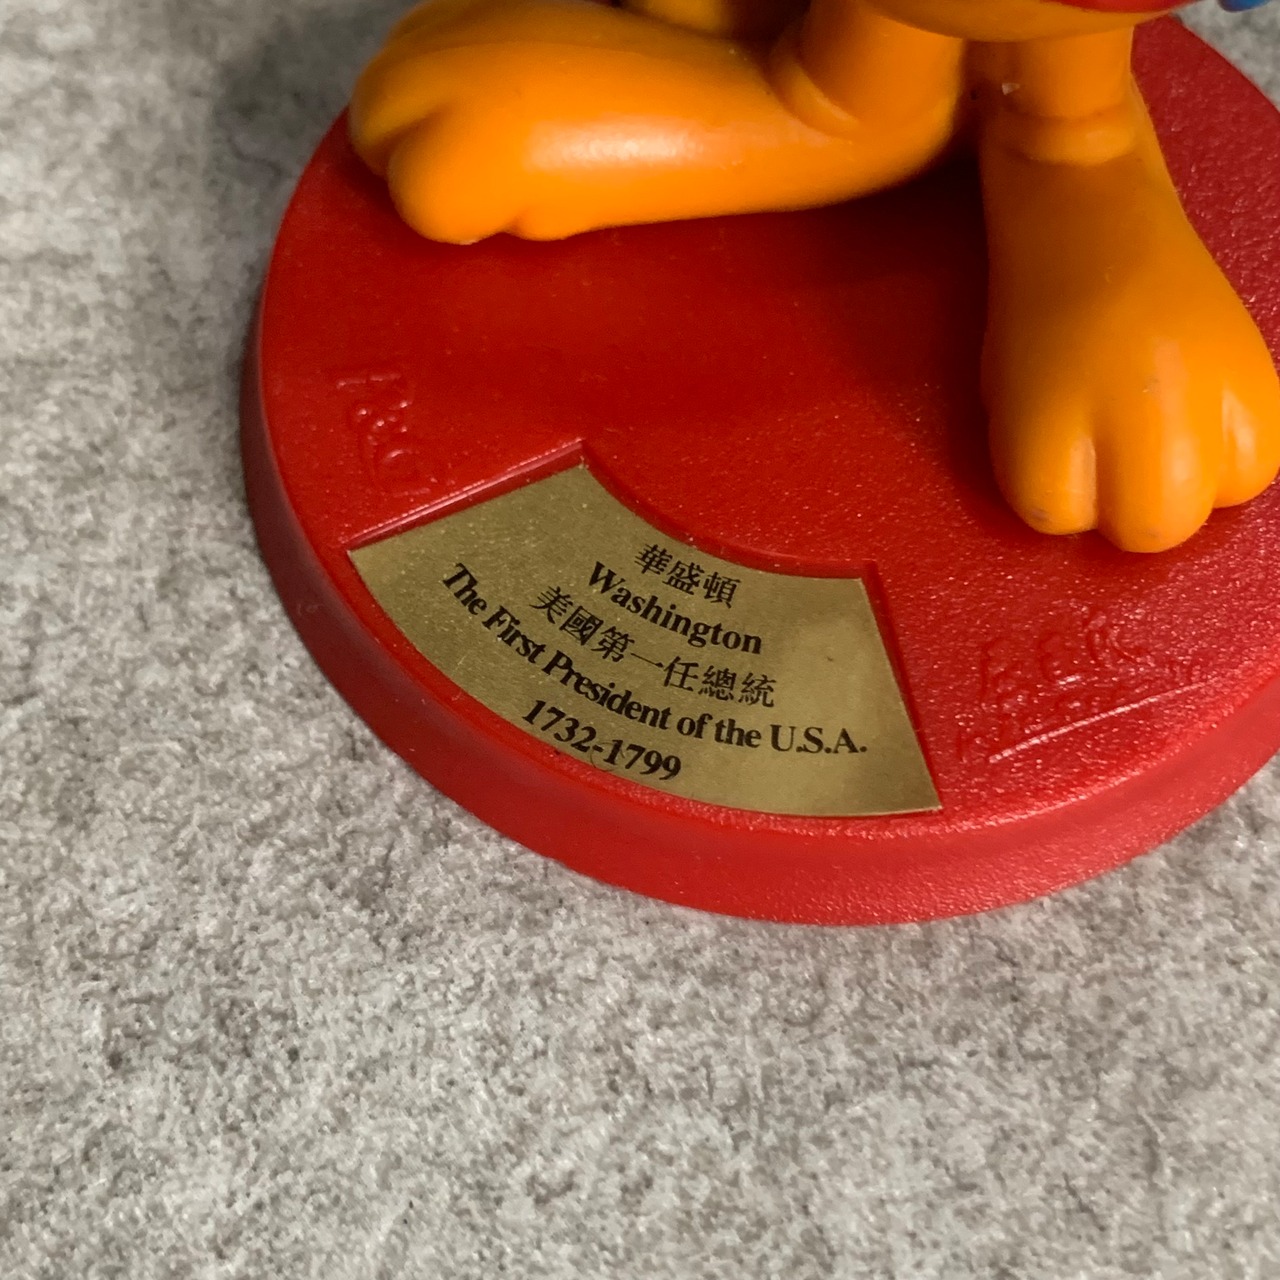 華盛頓
Washington
美國第一任總統
The First President of the U.S.A.
1732-1799